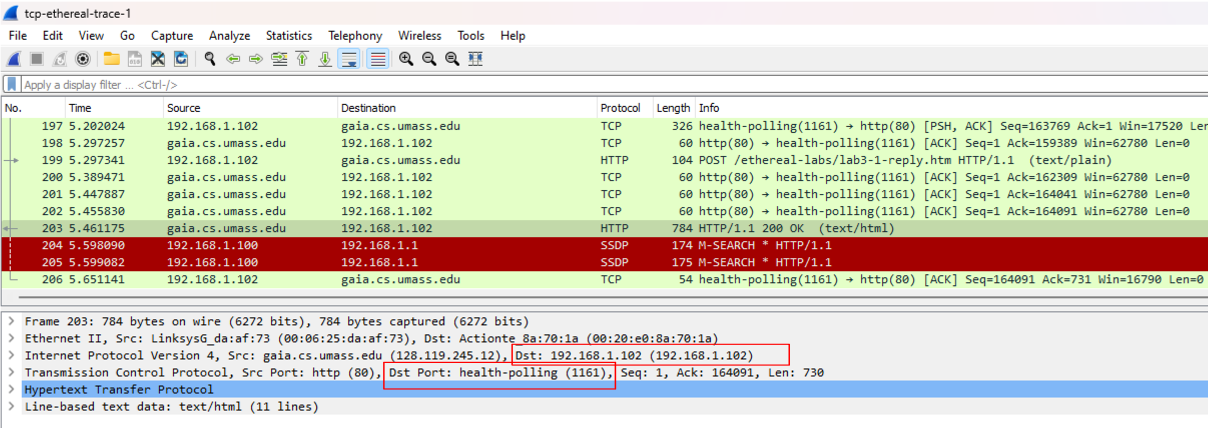 tcp-ethereal-trace-1
File Edit View Go Capture Analyze Statistics Telephony Wireless Tools Help
Apply a display filter ... <Ctrl-/>
No. Time Source Destination Protocol Length Info
197 5.202024 192.168.1.102 gaia.cs.umass.edu TCP 326 health-polling(1161) → http(80) [PSH, ACK] Seq=163769 Ack=1 Win=17520 Len
198 5.297257 gaia.cs.umass.edu 192.168.1.102 TCP 60 http(80) → health-polling(1161) [ACK] Seq=1 Ack=159389 Win=62780 Len=0
199 5.297341 192.168.1.102 gaia.cs.umass.edu HTTP 104 POST /ethereal-labs/lab3-1-reply.htm HTTP/1.1 (text/plain)
200 5.389471 gaia.cs.umass.edu 192.168.1.102 TCP 60 http(80) → health-polling(1161) [ACK] Seq=1 Ack=162309 Win=62780 Len=0
201 5.447887 gaia.cs.umass.edu 192.168.1.102 TCP 60 http(80) → health-polling(1161) [ACK] Seq=1 Ack=164041 Win=62780 Len=0
202 5.455830 gaia.cs.umass.edu 192.168.1.102 TCP 60 http(80) → health-polling(1161) [ACK] Seq=1 Ack=164091 Win=62780 Len=0
203 5.461175 gaia.cs.umass.edu 192.168.1.102 HTTP 784 HTTP/1.1 200 OK (text/html)
204 5.598090 192.168.1.100 192.168.1.1 SSDP 174 M-SEARCH * HTTP/1.1
205 5.599082 192.168.1.100 192.168.1.1 SSDP 175 M-SEARCH * HTTP/1.1
206 5.651141 192.168.1.102 gaia.cs.umass.edu TCP 54 health-polling(1161) → http(80) [ACK] Seq=164091 Ack=731 Win=16790 Len=0
Frame 203: 784 bytes on wire (6272 bits), 784 bytes captured (6272 bits)
Ethernet II, Src: LinksysG_da:af:73 (00:06:25:da:af:73), Dst: Actionte_8a:70:1a (00:20:e0:8a:70:1a)
Internet Protocol Version 4, Src: gaia.cs.umass.edu (128.119.245.12), Dst: 192.168.1.102 (192.168.1.102)
Transmission Control Protocol, Src Port: http (80), Dst Port: health-polling (1161), Seq: 1, Ack: 164091, Len: 730
Hypertext Transfer Protocol
Line-based text data: text/html (11 lines)